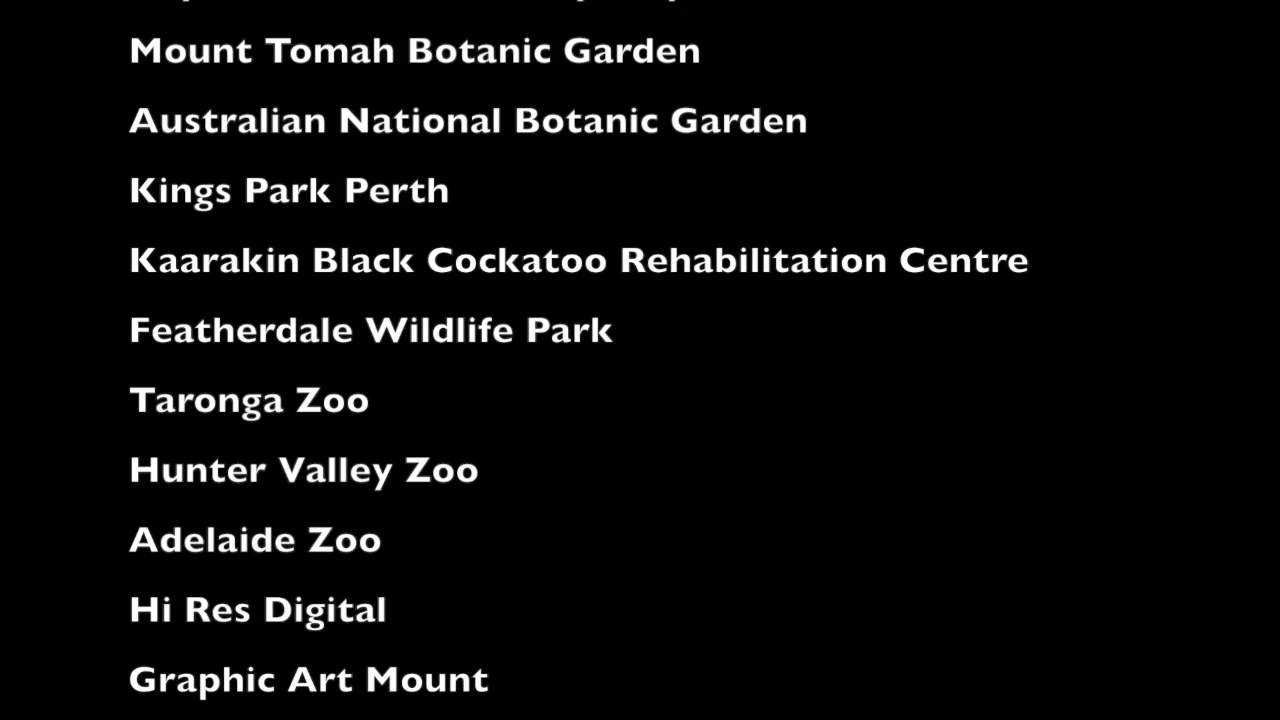 Mount Tomah Botanic Garden
Australian National Botanic Garden
Kings Park Perth
Kaarakin Black Cockatoo Rehabilitation Centre
Featherdale Wildlife Park
Taronga Zoo
Hunter Valley Zoo
Adelaide Zoo
Hi Res Digital
Graphic Art Mount